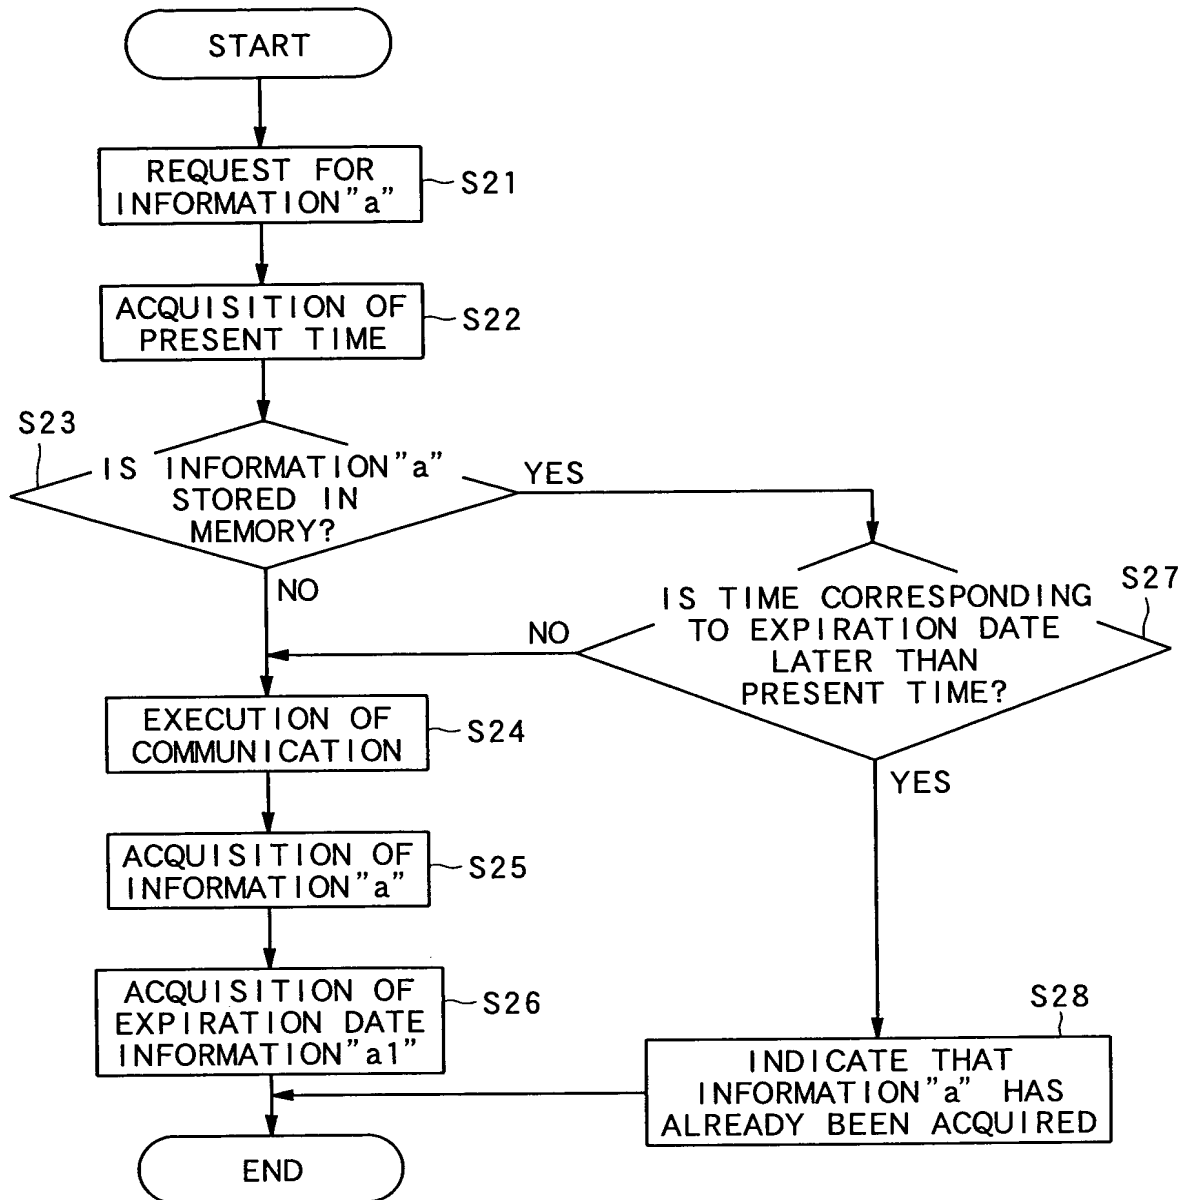 START
REQUEST FOR
INFORMATION"a"
S21
ACQUISITION OF
PRESENT TIME
S22
S23
IS INFORMATION"a"
STORED IN
MEMORY?
YES
NO
S27
IS TIME CORRESPONDING
TO EXPIRATION DATE
LATER THAN
PRESENT TIME?
NO
YES
EXECUTION OF
COMMUNICATION
S24
ACQUISITION OF
INFORMATION"a"
S25
ACQUISITION OF
EXPIRATION DATE
INFORMATION"a1"
S26
S28
INDICATE THAT
INFORMATION"a" HAS
ALREADY BEEN ACQUIRED
END